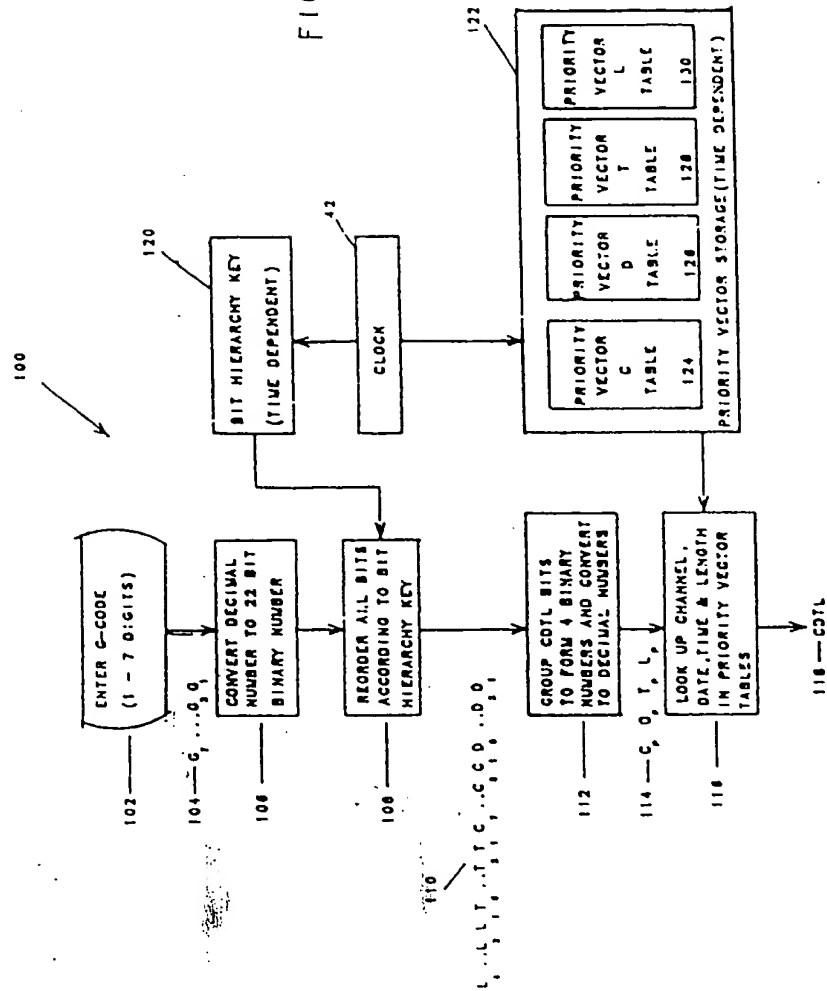 FIG
100
102
ENTER G-CODE
(1 - 7 DIGITS)
106
CONVERT DECIMAL
NUMBER TO 22 BIT
BINARY NUMBER
108
REORDER ALL BITS
ACCORDING TO BIT
HIERARCHY KEY
110
112
GROUP CDTL BITS
TO FORM 4 BINARY
NUMBERS AND CONVERT
TO DECIMAL NUMBERS
116
LOOK UP CHANNEL,
DATE,TIME & LENGTH
IN PRIORITY VECTOR
TABLES
118 — CDTL
120
BIT HIERARCHY KEY
(TIME DEPENDENT)
42
CLOCK
122
PRIORITY
VECTOR
C
TABLE
124
PRIORITY
VECTOR
D
TABLE
126
PRIORITY
VECTOR
T
TABLE
128
PRIORITY
VECTOR
L
TABLE
130
PRIORITY VECTOR STORAGE(TIME DEPENDENT)